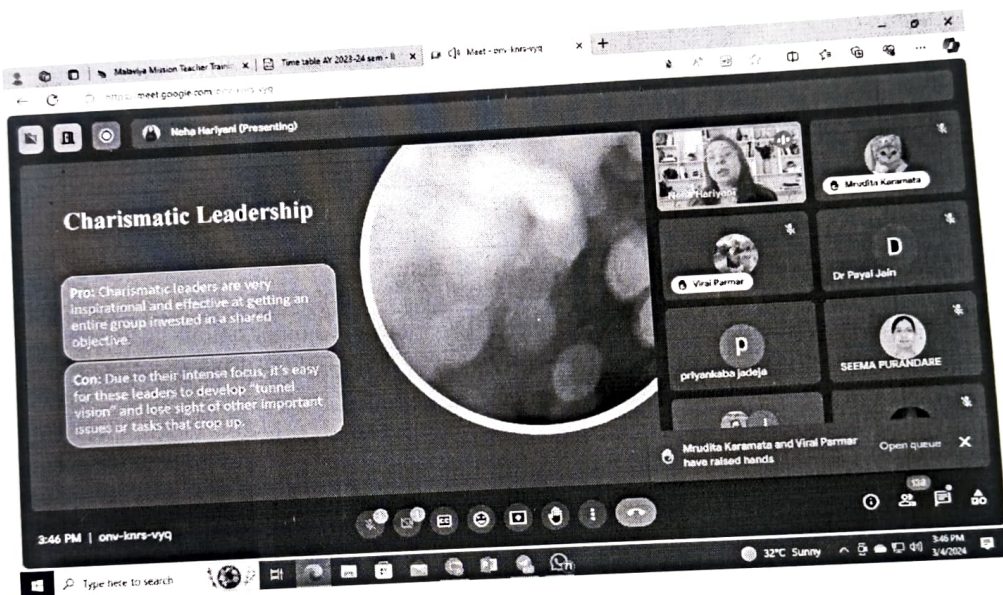 Malaviya Mission Teacher Traini
Time table AY 2023-24 sem - II
Meet - onv-knrs-vyq
meet.google.com/onv-knrs-vyq
Neha Hariyani (Presenting)
Charismatic Leadership
Pro: Charismatic leaders are very
inspirational and effective at getting an
entire group invested in a shared
objective.
Con: Due to their intense focus, it's easy
for these leaders to develop "tunnel
vision" and lose sight of other important
issues or tasks that crop up.
Neha Hariyani
Mrudita Karamata
Viral Parmar
D
Dr Payal Jain
p
priyankaba jadeja
SEEMA PURANDARE
Mrudita Karamata and Viral Parmar
have raised hands
Open queue
138
3:46 PM | onv-knrs-vyq
Type here to search
32°C Sunny
3:46 PM
3/4/2024